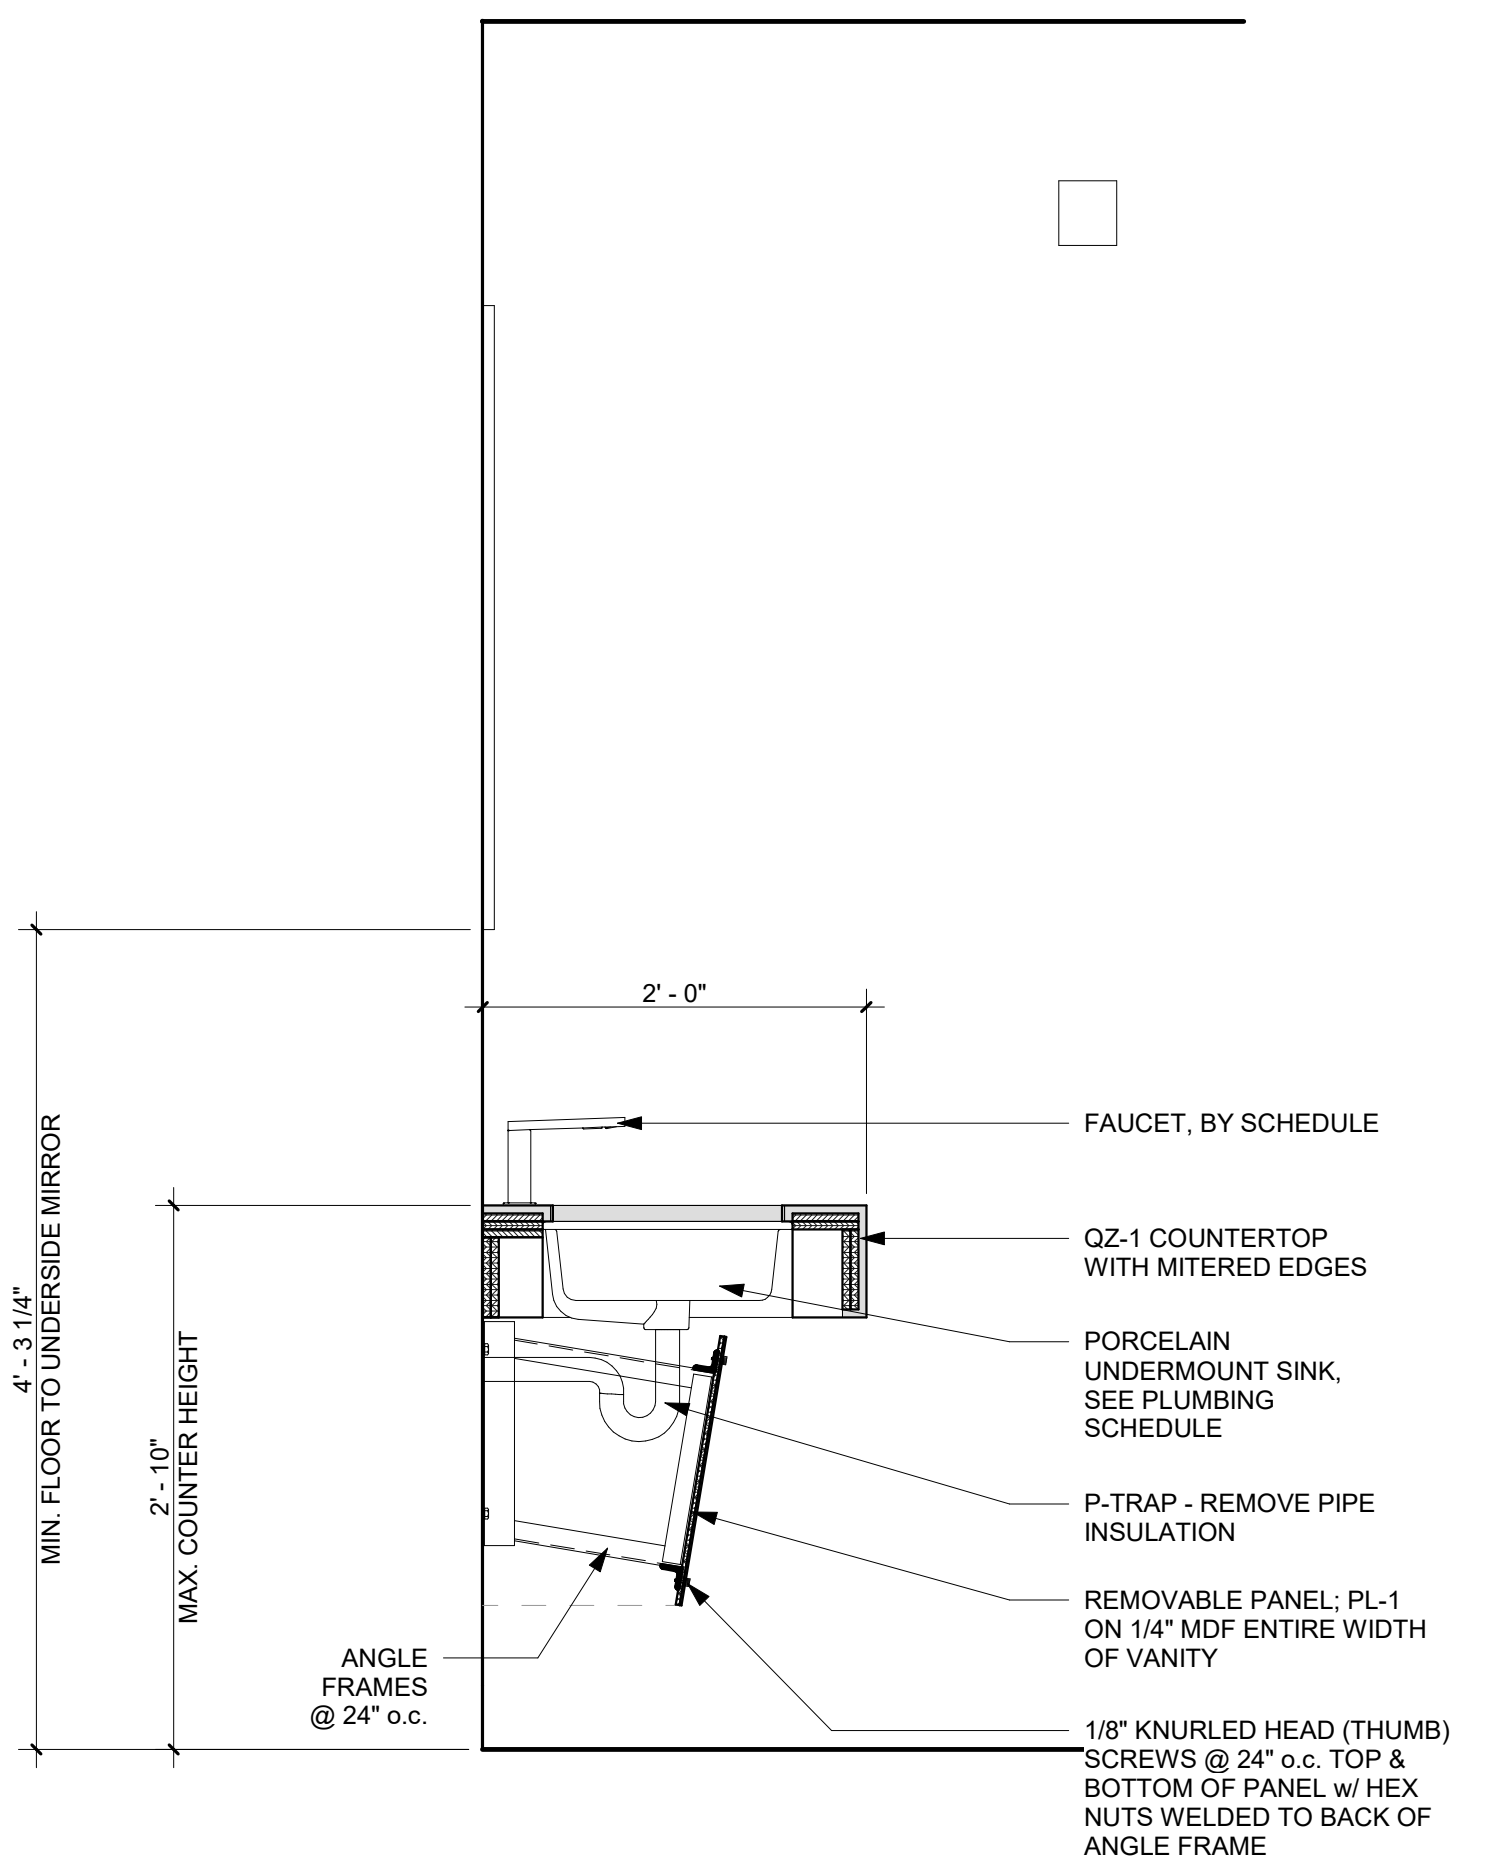 2' - 0"
FAUCET, BY SCHEDULE
QZ-1 COUNTERTOP
WITH MITERED EDGES
PORCELAIN
UNDERMOUNT SINK,
SEE PLUMBING
SCHEDULE
P-TRAP - REMOVE PIPE
INSULATION
REMOVABLE PANEL; PL-1
ON 1/4" MDF ENTIRE WIDTH
OF VANITY
1/8" KNURLED HEAD (THUMB)
SCREWS @ 24" o.c. TOP &
BOTTOM OF PANEL w/ HEX
NUTS WELDED TO BACK OF
ANGLE FRAME
ANGLE
FRAMES
@ 24" o.c.
4' - 3 1/4"
MIN. FLOOR TO UNDERSIDE MIRROR
2' - 10"
MAX. COUNTER HEIGHT